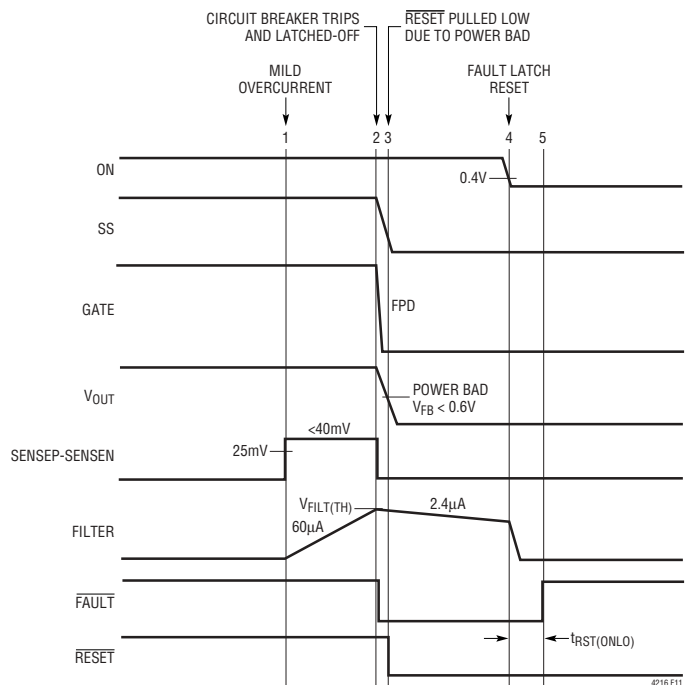 CIRCUIT BREAKER TRIPS
AND LATCHED-OFF
RESET PULLED LOW
DUE TO POWER BAD
MILD
OVERCURRENT
FAULT LATCH
RESET
1
2
3
4
5
ON
0.4V
SS
GATE
FPD
VOUT
POWER BAD
VFB < 0.6V
SENSEP-SENSEN
25mV
<40mV
FILTER
VFILT(TH)
60µA
2.4µA
FAULT
tRST(ONLO)
RESET
4216 F11